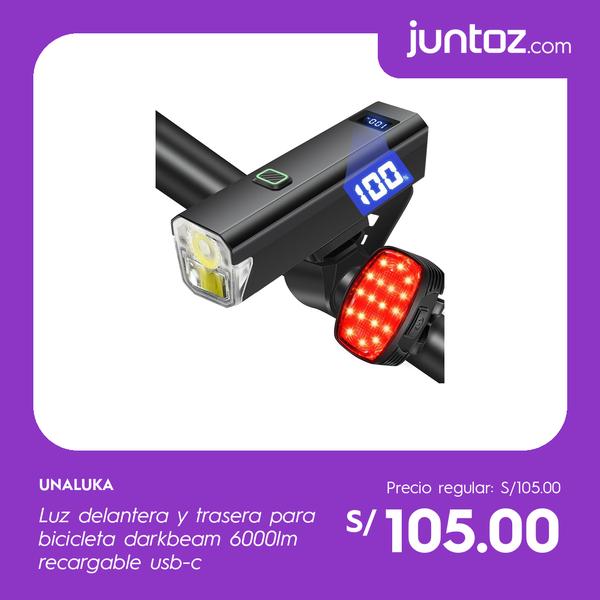 juntoz.com
100%
UNALUKA
Luz delantera y trasera para
bicicleta darkbeam 6000lm
recargable usb-c
Precio regular: S/105.00
S/105.00